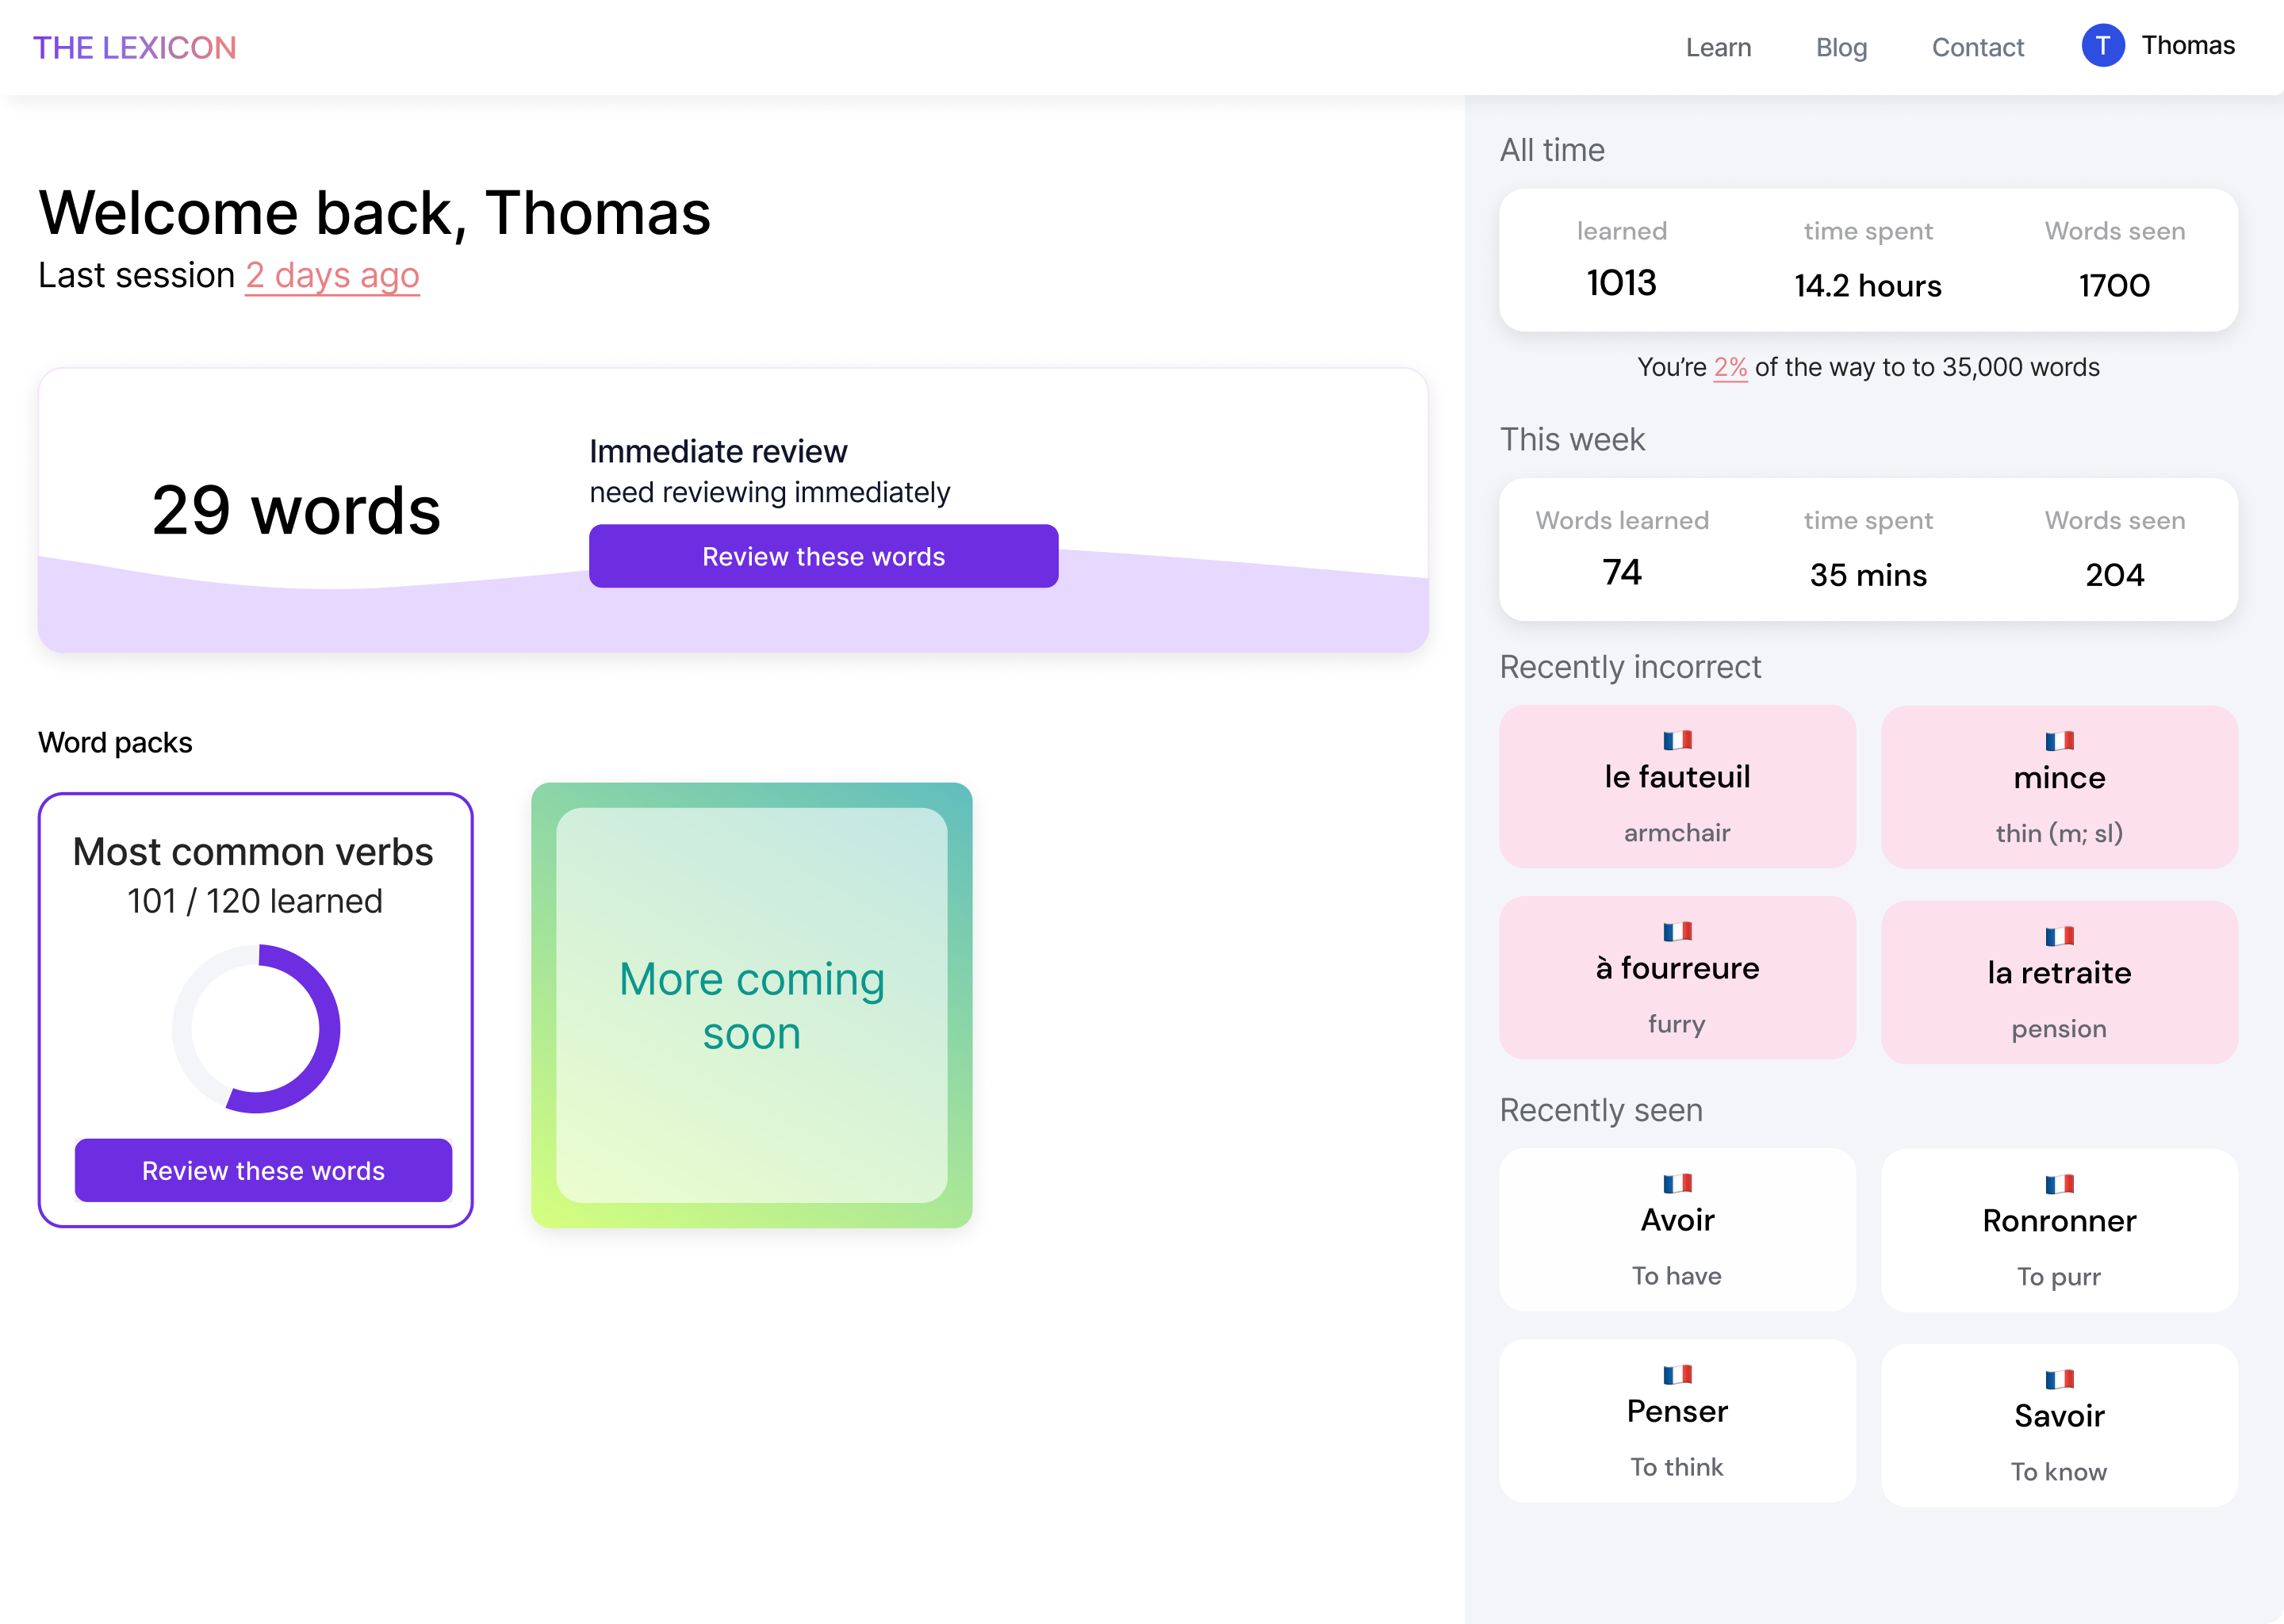 THE LEXICON
Learn
Blog
Contact
T
Thomas
Welcome back, Thomas
Last session 2 days ago
29 words
Immediate review
need reviewing immediately
Review these words
Word packs
Most common verbs
101 / 120 learned
Review these words
More coming
soon
All time
learned
1013
time spent
14.2 hours
Words seen
1700
You’re 2% of the way to to 35,000 words
This week
Words learned
74
time spent
35 mins
Words seen
204
Recently incorrect
le fauteuil
armchair
mince
thin (m; sl)
à fourreure
furry
la retraite
pension
Recently seen
Avoir
To have
Ronronner
To purr
Penser
To think
Savoir
To know